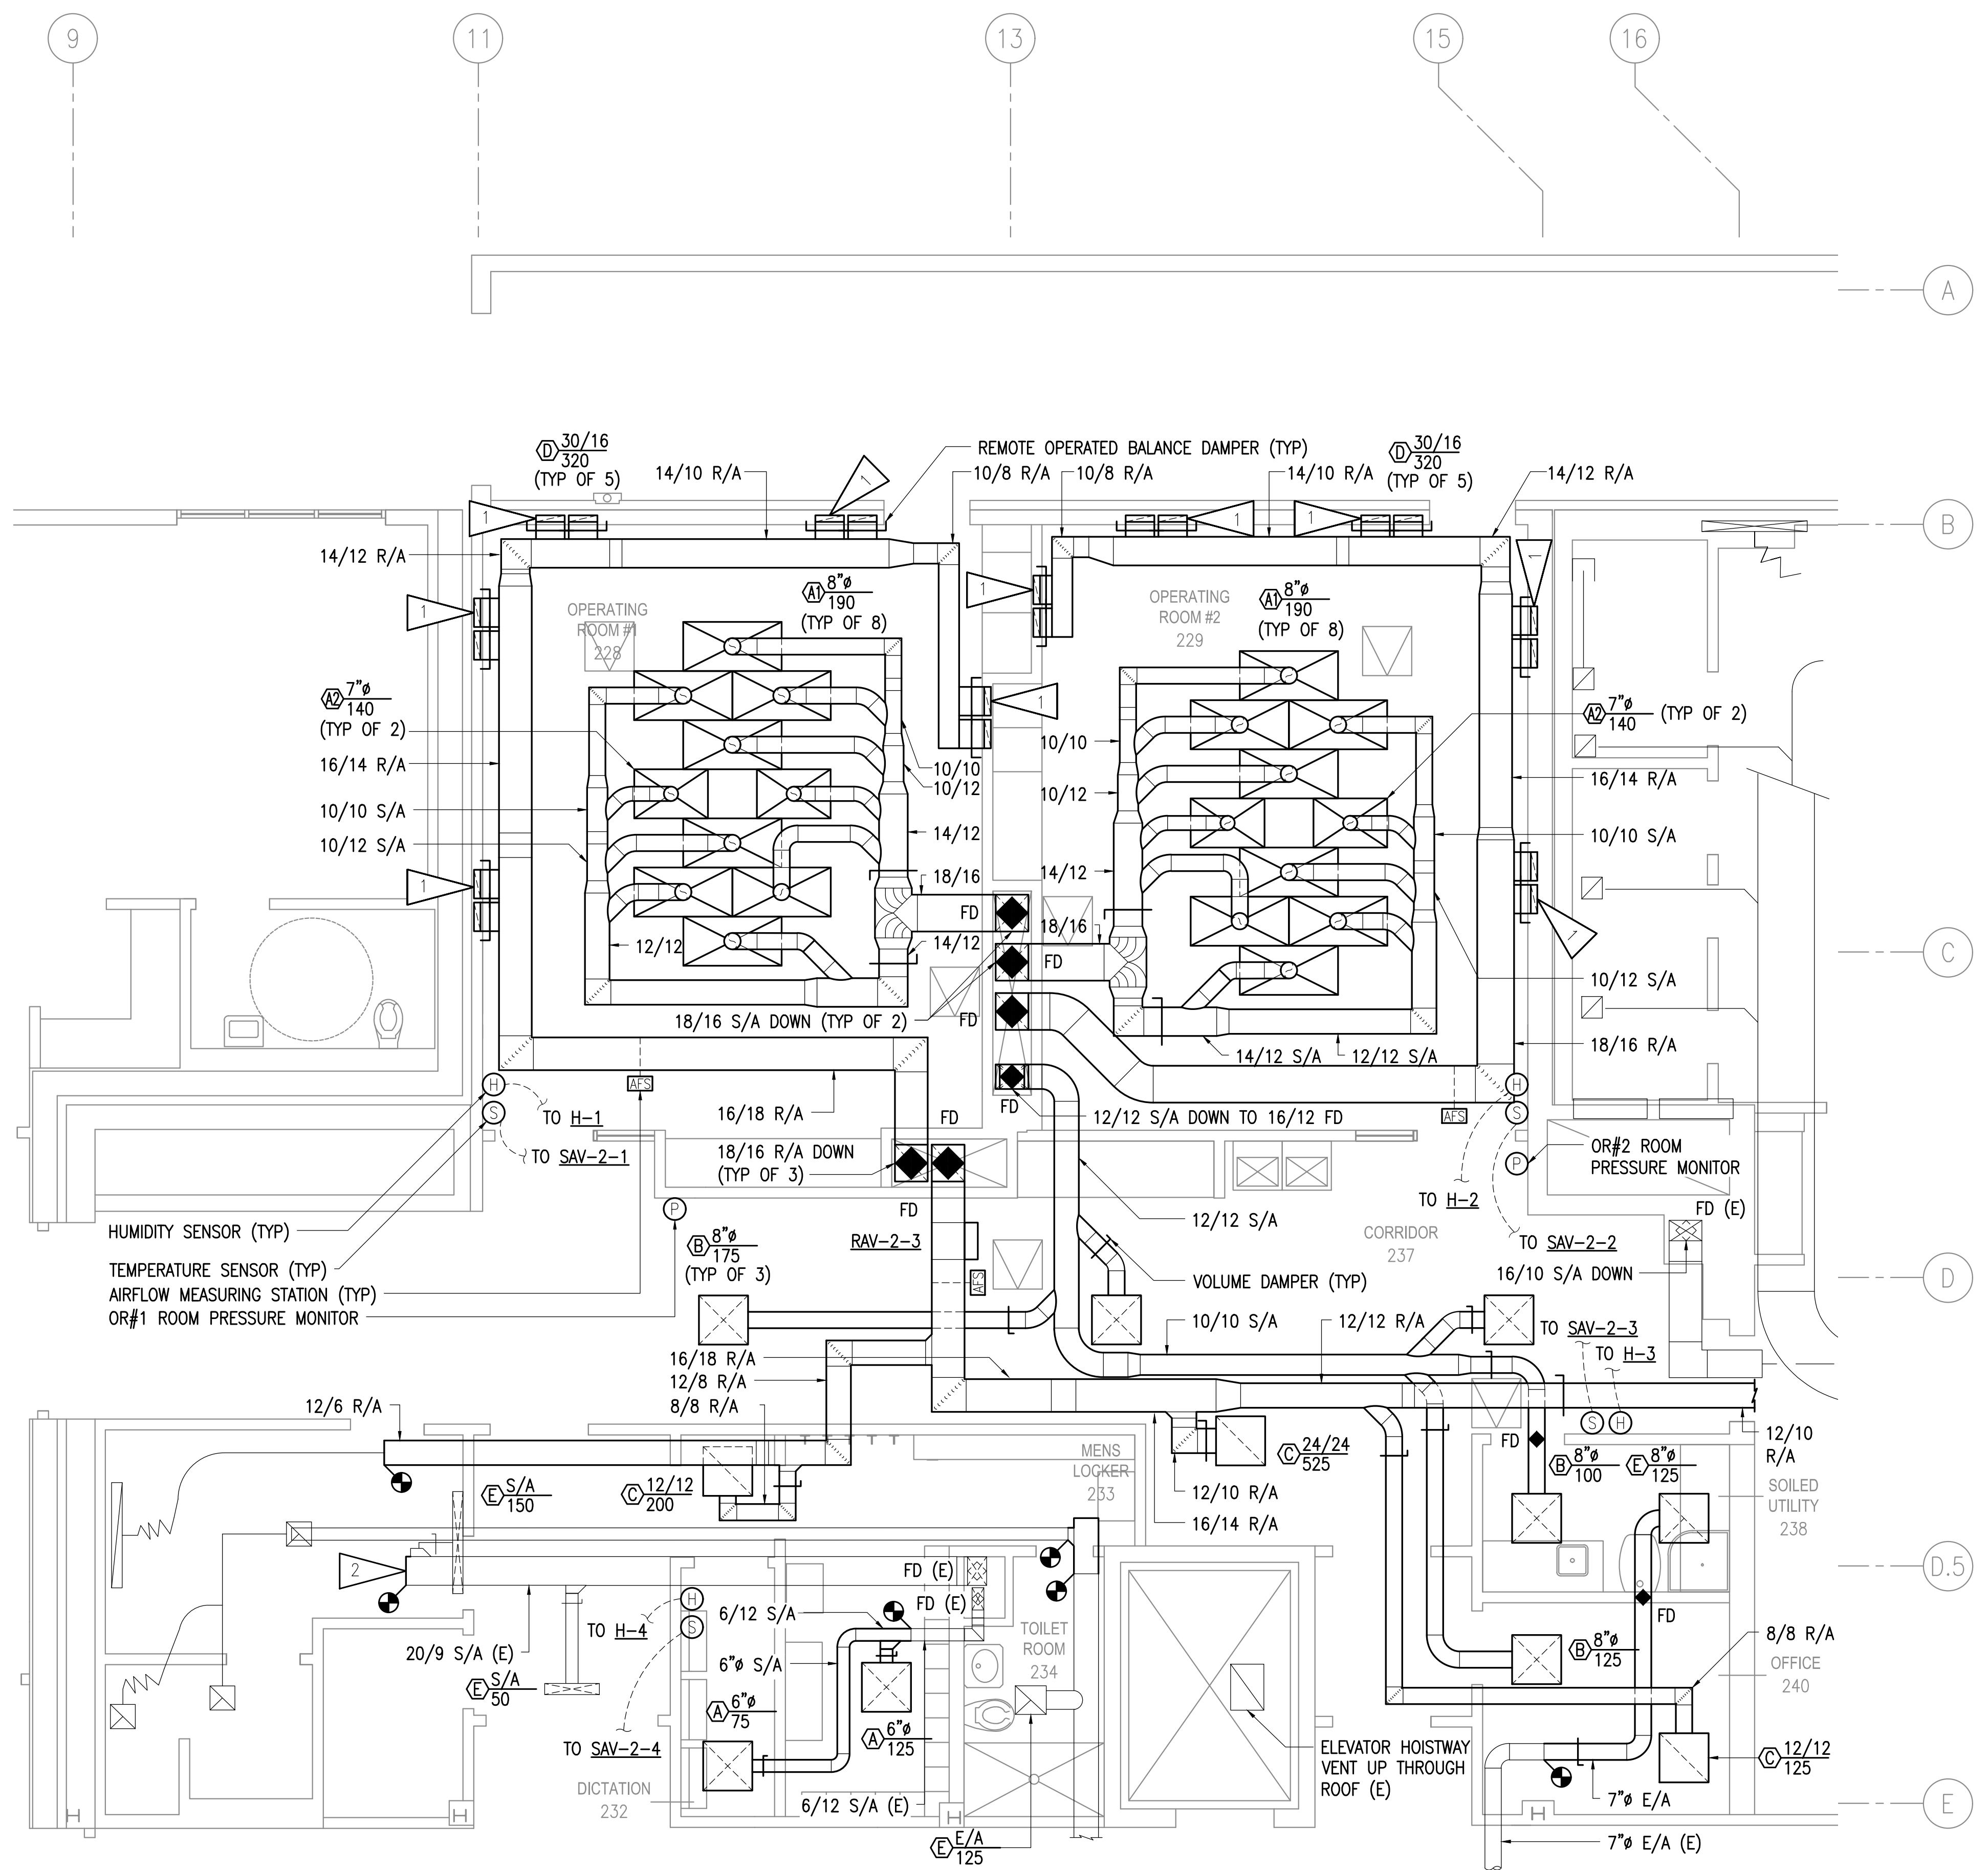 9
11
13
15
16
A
B
C
D
D.5
E
D 30/16
320
(TYP OF 5)
14/10 R/A
REMOTE OPERATED BALANCE DAMPER (TYP)
10/8 R/A
10/8 R/A
14/10 R/A
D 30/16
320
(TYP OF 5)
14/12 R/A
1
1
1
1
1
14/12 R/A
1
1
1
1
1
A1 8"ø
190
(TYP OF 8)
OPERATING
ROOM #1
228
OPERATING
ROOM #2
229
A1 8"ø
190
(TYP OF 8)
A2 7"ø
140
(TYP OF 2)
A2 7"ø
140
(TYP OF 2)
16/14 R/A
10/10 S/A
10/12 S/A
10/10
10/12
14/12
18/16
FD
14/12
12/12
10/10
10/12
14/12
18/16
FD
16/14 R/A
10/10 S/A
10/12 S/A
18/16 R/A
18/16 S/A DOWN (TYP OF 2)
FD
14/12 S/A
12/12 S/A
H
S
AFS
TO H-1
TO SAV-2-1
16/18 R/A
FD
FD
12/12 S/A DOWN TO 16/12 FD
AFS
H
S
P
OR#2 ROOM
PRESSURE MONITOR
18/16 R/A DOWN
(TYP OF 3)
TO H-2
FD (E)
P
FD
HUMIDITY SENSOR (TYP)
TEMPERATURE SENSOR (TYP)
AIRFLOW MEASURING STATION (TYP)
OR#1 ROOM PRESSURE MONITOR
B 8"ø
175
(TYP OF 3)
RAV-2-3
AFS
12/12 S/A
CORRIDOR
237
TO SAV-2-2
16/10 S/A DOWN
VOLUME DAMPER (TYP)
10/10 S/A
12/12 R/A
TO SAV-2-3
TO H-3
16/18 R/A
12/8 R/A
8/8 R/A
12/6 R/A
S
H
12/10
R/A
MENS
LOCKER
233
C 24/24
525
FD
B 8"ø
100
E 8"ø
125
SOILED
UTILITY
238
E S/A
150
C 12/12
200
12/10 R/A
16/14 R/A
2
FD (E)
FD (E)
H
S
TO H-4
6/12 S/A
20/9 S/A (E)
6"ø S/A
TOILET
ROOM
234
FD
B 8"ø
125
8/8 R/A
OFFICE
240
E S/A
50
A 6"ø
75
A 6"ø
125
TO SAV-2-4
DICTATION
232
6/12 S/A (E)
ELEVATOR HOISTWAY
VENT UP THROUGH
ROOF (E)
C 12/12
125
7"ø E/A
E E/A
125
7"ø E/A (E)